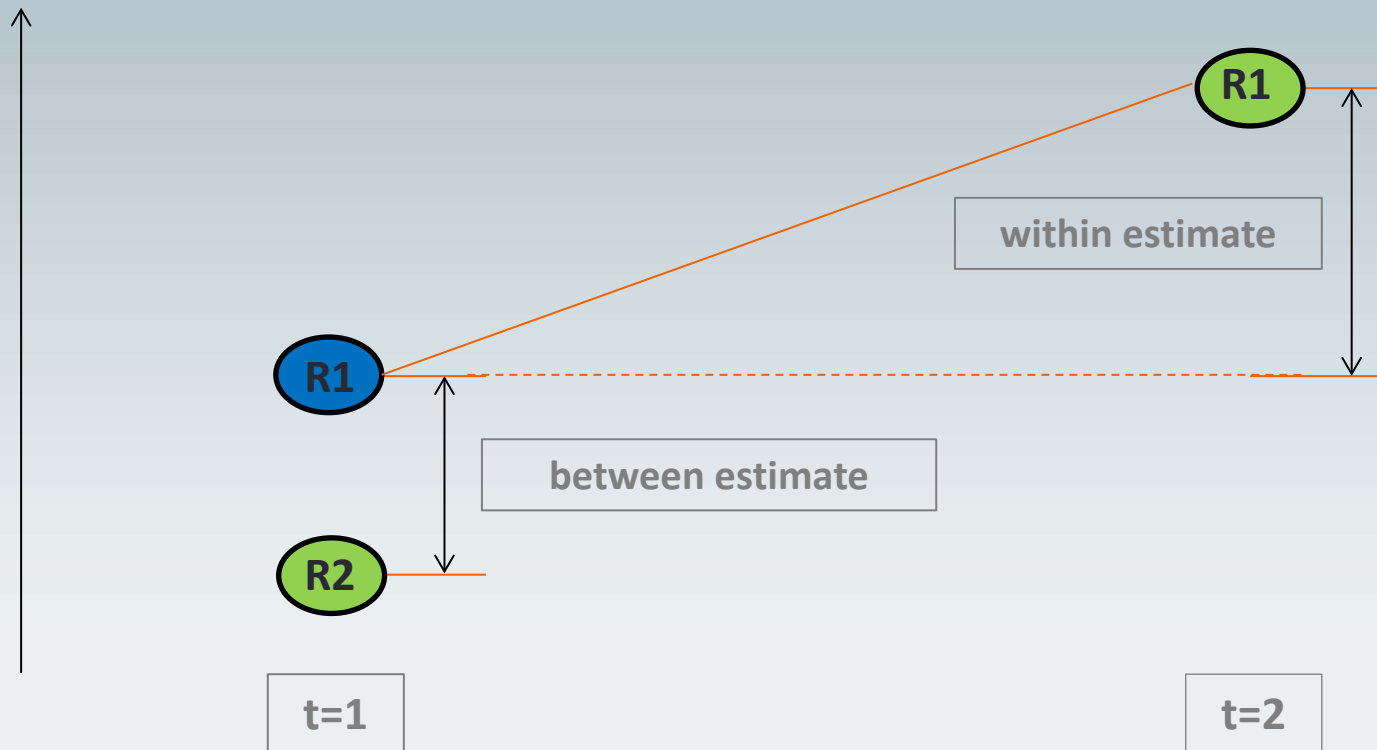 R1
within estimate
R1
between estimate
R2
t=1
t=2